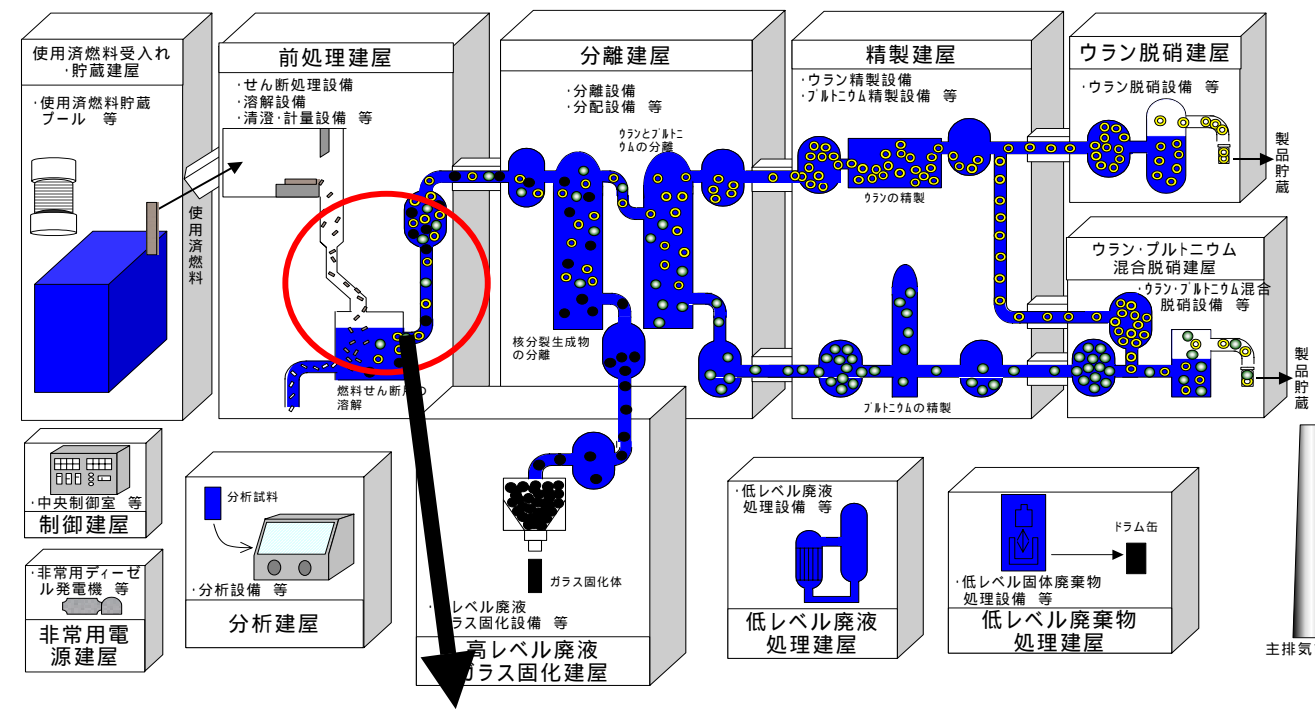 使用済燃料受入れ
・貯蔵建屋
・使用済燃料貯蔵
プール 等
使用済燃料
前処理建屋
・せん断処理設備
・溶解設備
・清澄・計量設備 等
燃料せん断片の
溶解
分離建屋
・分離設備
・分配設備 等
ウランとプルトニ
ウムの分離
核分裂生成物
の分離
精製建屋
・ウラン精製設備
・プルトニウム精製設備 等
ウランの精製
プルトニウムの精製
ウラン脱硝建屋
・ウラン脱硝設備 等
製品貯蔵
ウラン・プルトニウム
混合脱硝建屋
・ウラン・プルトニウム混合
脱硝設備 等
製品貯蔵
・中央制御室 等
制御建屋
・非常用ディーゼ
ル発電機 等
非常用電
源建屋
分析試料
・分析設備 等
分析建屋
ガラス固化体
レベル廃液
ラス固化設備 等
高レベル廃液
ガラス固化建屋
・低レベル廃液
処理設備 等
低レベル廃液
処理建屋
ドラム缶
・低レベル固体廃棄物
処理設備 等
低レベル廃棄物
処理建屋
主排気